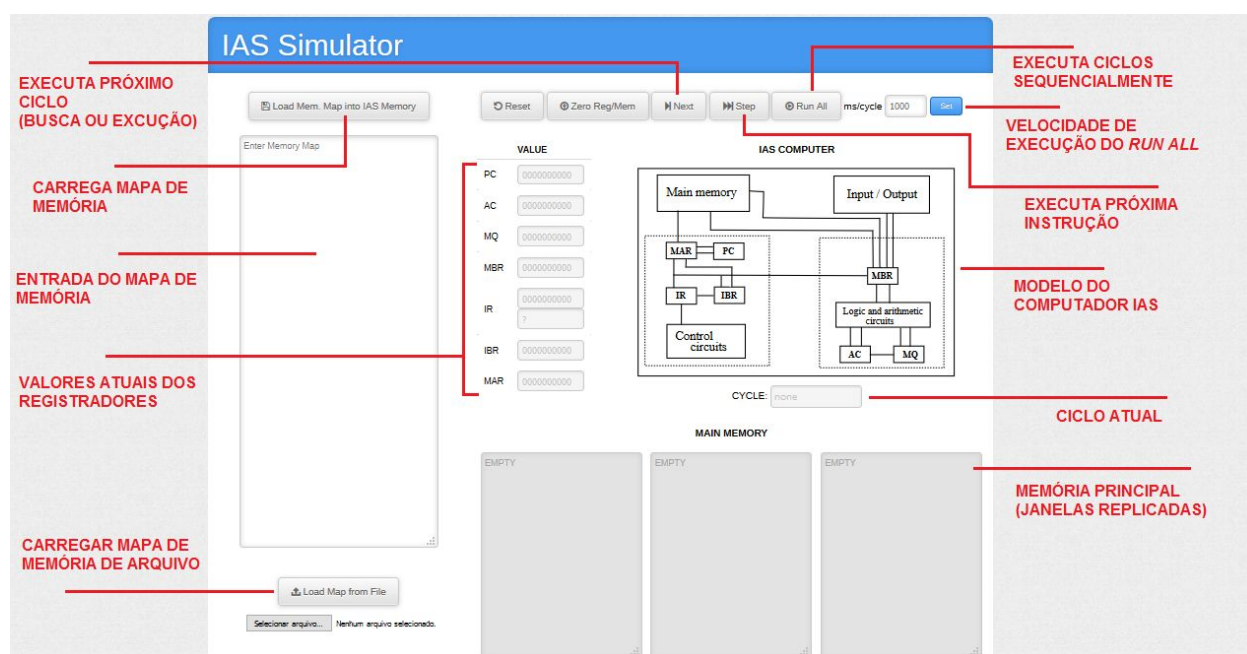 IAS Simulator
EXECUTA PRÓXIMO
CICLO
(BUSCA OU EXCUÇÃO)
EXECUTA CICLOS
SEQUENCIALMENTE
Load Mem. Map into IAS Memory
Reset
Zero Reg/Mem
Next
Step
Run All
ms/cycle
1000
Set
VELOCIDADE DE
EXECUÇÃO DO RUN ALL
Enter Memory Map
VALUE
IAS COMPUTER
CARREGA MAPA DE
MEMÓRIA
PC
0000000000
AC
0000000000
MQ
0000000000
MBR
0000000000
IR
0000000000
?
IBR
0000000000
MAR
0000000000
Main memory
Input / Output
MAR
PC
MBR
IR
IBR
Logic and arithmetic
circuits
Control
circuits
AC
MQ
EXECUTA PRÓXIMA
INSTRUÇÃO
ENTRADA DO MAPA DE
MEMÓRIA
MODELO DO
COMPUTADOR IAS
VALORES ATUAIS DOS
REGISTRADORES
CYCLE:
none
CICLO ATUAL
MAIN MEMORY
EMPTY
EMPTY
EMPTY
MEMÓRIA PRINCIPAL
(JANELAS REPLICADAS)
CARREGAR MAPA DE
MEMÓRIA DE ARQUIVO
Load Map from File
Selecionar arquivo...
Nenhum arquivo selecionado.